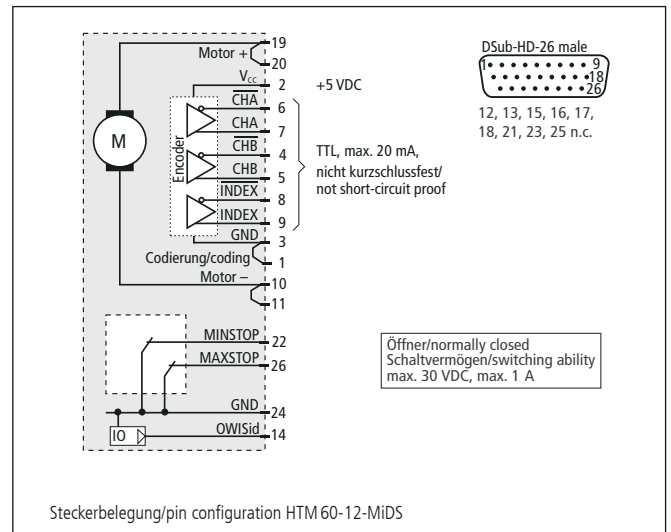 Motor +
19
20
V_CC
2
+5 VDC
CHA
6
CHA
7
CHB
4
CHB
5
INDEX
8
INDEX
9
GND
3
Codierung/coding
1
Motor –
10
11
M
Encoder
TTL, max. 20 mA,
nicht kurzschlussfest/
not short-circuit proof
DSub-HD-26 male
1
9
18
26
12, 13, 15, 16, 17,
18, 21, 23, 25 n.c.
MINSTOP
22
MAXSTOP
26
GND
24
IO
OWISid
14
Öffner/normally closed
Schaltvermögen/switching ability
max. 30 VDC, max. 1 A
Steckerbelegung/pin configuration HTM 60-12-MiDS